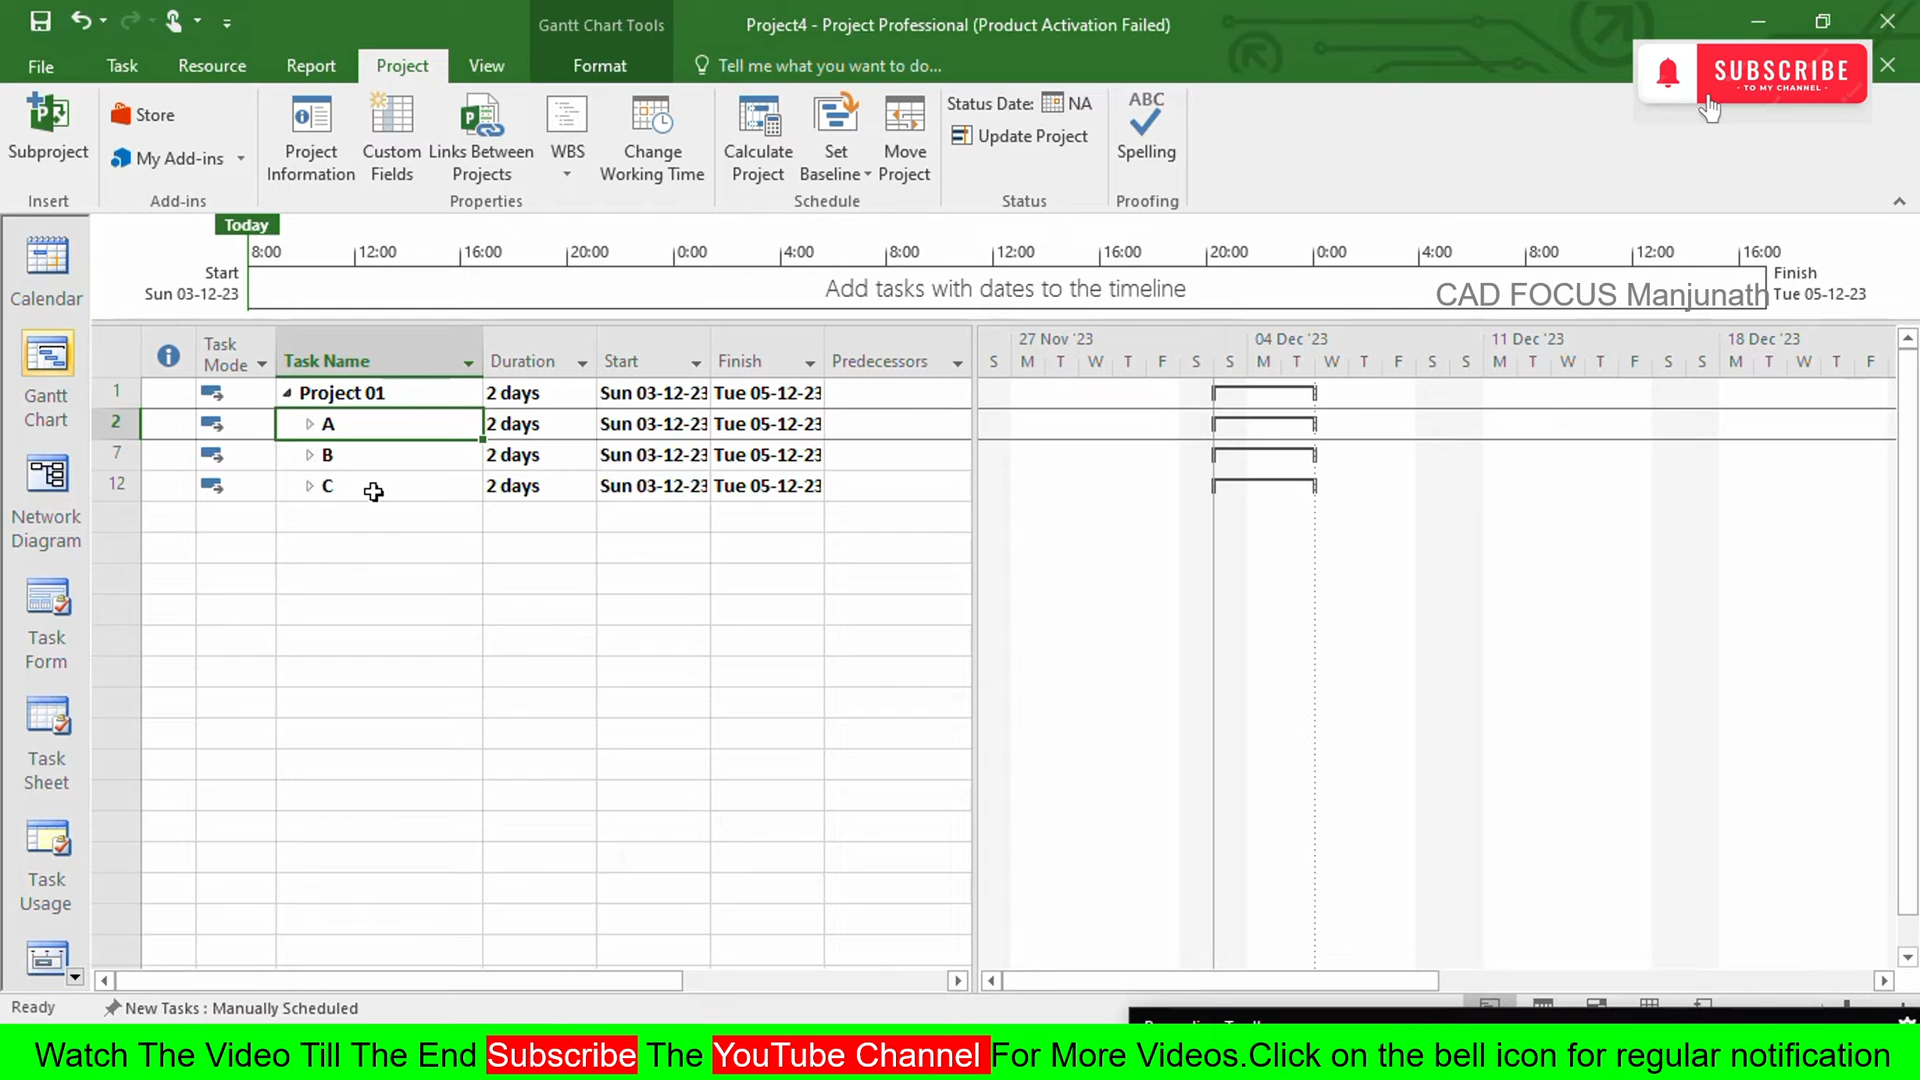 Gantt Chart Tools
Project4 - Project Professional (Product Activation Failed)
File
Task
Resource
Report
Project
View
Format
Tell me what you want to do...
SUBSCRIBE
- TO MY CHANNEL -
Subproject
Insert
Store
My Add-ins
Add-ins
Project Information
Custom Fields
Links Between Projects
WBS
Change Working Time
Properties
Calculate Project
Set Baseline
Move Project
Schedule
Status Date: NA
Update Project
Status
ABC
Spelling
Proofing
Today
8:00 12:00 16:00 20:00 0:00 4:00 8:00 12:00 16:00 20:00 0:00 4:00 8:00 12:00 16:00
Start
Sun 03-12-23
Add tasks with dates to the timeline
CAD FOCUS Manjunath
Finish
Tue 05-12-23
Calendar
Gantt Chart
Network Diagram
Task Form
Task Sheet
Task Usage
Task Mode Task Name Duration Start Finish Predecessors
1 Project 01 2 days Sun 03-12-23 Tue 05-12-23
2 A 2 days Sun 03-12-23 Tue 05-12-23
7 B 2 days Sun 03-12-23 Tue 05-12-23
12 C 2 days Sun 03-12-23 Tue 05-12-23
27 Nov '23 04 Dec '23 11 Dec '23 18 Dec '23
S M T W T F S S M T W T F S S M T W T F S S M T W T F
Ready
New Tasks : Manually Scheduled
Watch The Video Till The End Subscribe The YouTube Channel For More Videos.Click on the bell icon for regular notification